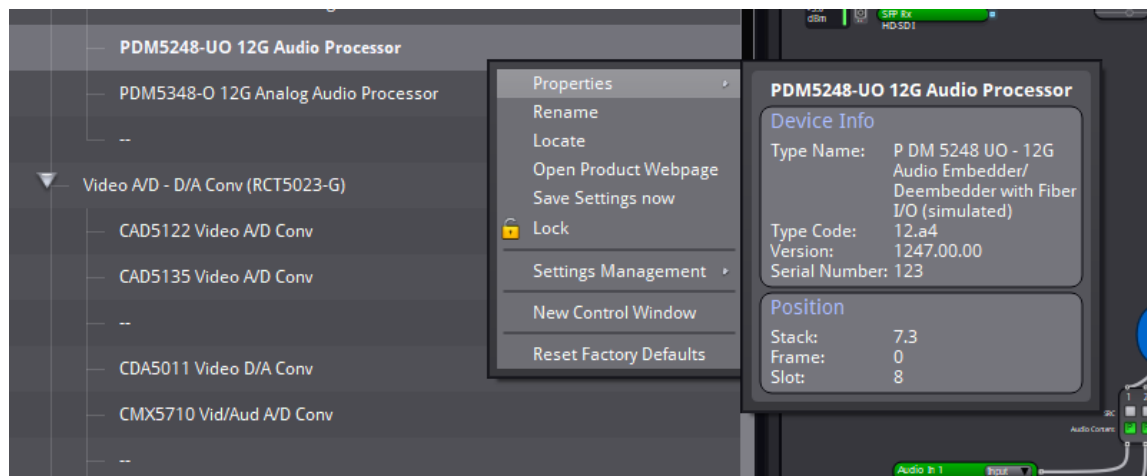 dBm
SFP Rx
HD.SD1
PDM5248-UO 12G Audio Processor
PDM5348-O 12G Analog Audio Processor
--
Video A/D - D/A Conv (RCT5023-G)
CAD5122 Video A/D Conv
CAD5135 Video A/D Conv
--
CDA5011 Video D/A Conv
CMX5710 Vid/Aud A/D Conv
--
Properties
Rename
Locate
Open Product Webpage
Save Settings now
Lock
Settings Management
New Control Window
Reset Factory Defaults
PDM5248-UO 12G Audio Processor
Device Info
Type Name: P DM 5248 UO - 12G
Audio Embedder/
Deembedder with Fiber
I/O (simulated)
Type Code: 12.a4
Version: 1247.00.00
Serial Number: 123
Position
Stack: 7.3
Frame: 0
Slot: 8
1 2
SRC
Audio In 1 Input